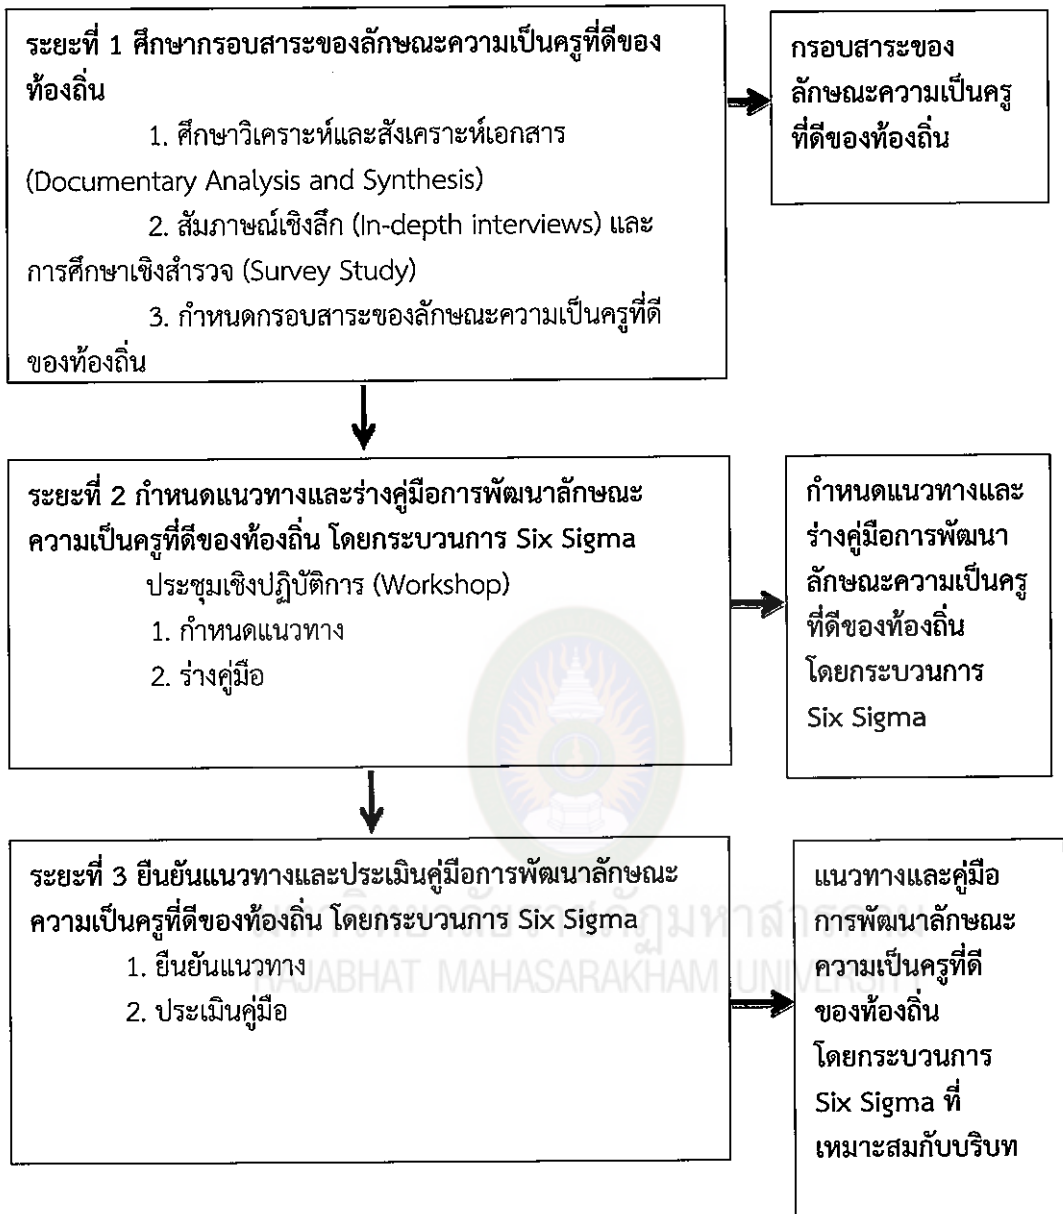 ระยะที่ 1 ศึกษากรอบสาระของลักษณะความเป็นครูที่ดีของ
ท้องถิ่น
1. ศึกษาวิเคราะห์และสังเคราะห์เอกสาร
(Documentary Analysis and Synthesis)
2. สัมภาษณ์เชิงลึก (In-depth interviews) และ
การศึกษาเชิงสำรวจ (Survey Study)
3. กำหนดกรอบสาระของลักษณะความเป็นครูที่ดี
ของท้องถิ่น
กรอบสาระของ
ลักษณะความเป็นครู
ที่ดีของท้องถิ่น
ระยะที่ 2 กำหนดแนวทางและร่างคู่มือการพัฒนาลักษณะ
ความเป็นครูที่ดีของท้องถิ่น โดยกระบวนการ Six Sigma
ประชุมเชิงปฏิบัติการ (Workshop)
1. กำหนดแนวทาง
2. ร่างคู่มือ
กำหนดแนวทางและ
ร่างคู่มือการพัฒนา
ลักษณะความเป็นครู
ที่ดีของท้องถิ่น
โดยกระบวนการ
Six Sigma
ระยะที่ 3 ยืนยันแนวทางและประเมินคู่มือการพัฒนาลักษณะ
ความเป็นครูที่ดีของท้องถิ่น โดยกระบวนการ Six Sigma
1. ยืนยันแนวทาง
2. ประเมินคู่มือ
แนวทางและคู่มือ
การพัฒนาลักษณะ
ความเป็นครูที่ดี
ของท้องถิ่น
โดยกระบวนการ
Six Sigma ที่
เหมาะสมกับบริบท
มหาวิทยาลัยราชภัฏมหาสารคาม
RAJABHAT MAHASARAKHAM UNIVERSITY